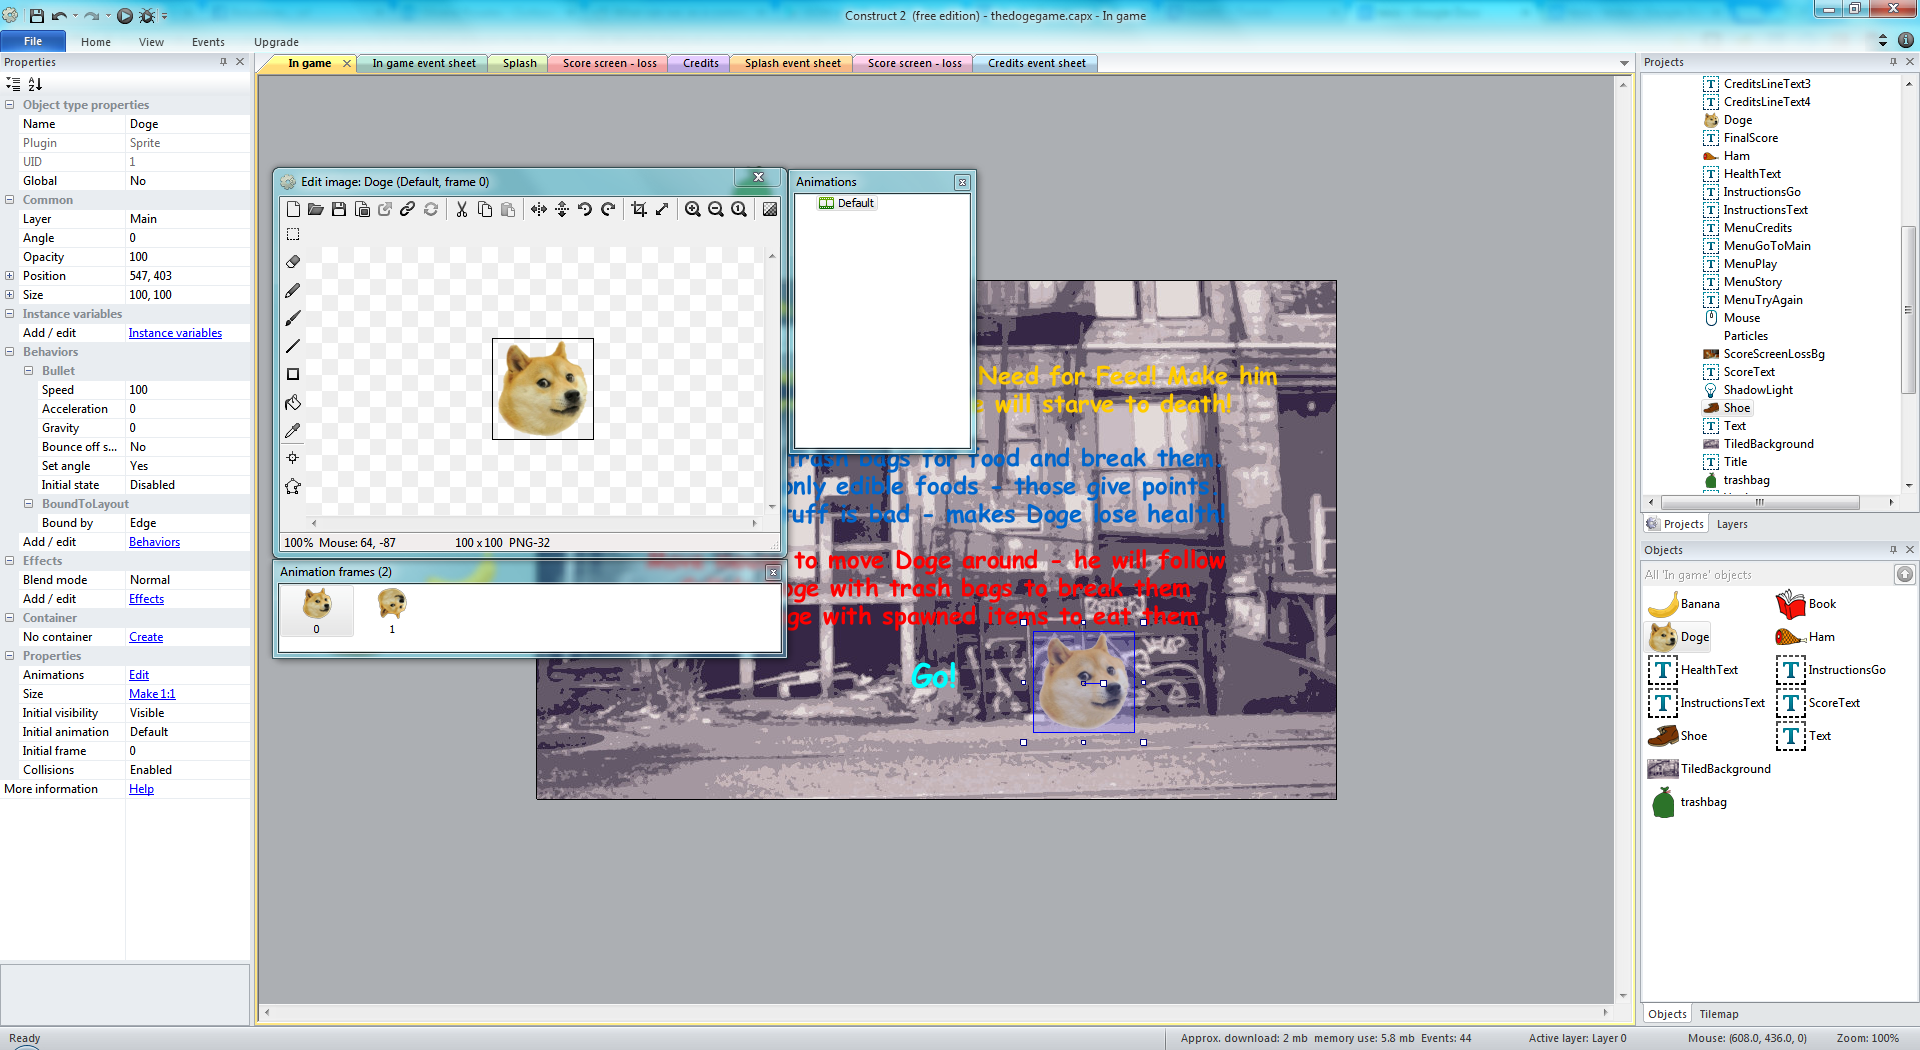 Construct 2  (free edition) - thedogegame.capx - In game
File Home View Events Upgrade
Properties
Object type properties
Name Doge
Plugin Sprite
UID 1
Global No
Common
Layer Main
Angle 0
Opacity 100
Position 547, 403
Size 100, 100
Instance variables
Add / edit Instance variables
Behaviors
Bullet
Speed 100
Acceleration 0
Gravity 0
Bounce off s... No
Set angle Yes
Initial state Disabled
BoundToLayout
Bound by Edge
Add / edit Behaviors
Effects
Blend mode Normal
Add / edit Effects
Container
No container Create
Properties
Animations Edit
Size Make 1:1
Initial visibility Visible
Initial animation Default
Initial frame 0
Collisions Enabled
More information Help
In game In game event sheet Splash Score screen - loss Credits Splash event sheet Score screen - loss Credits event sheet
Edit image: Doge (Default, frame 0)
100% Mouse: 64, -87 100 x 100 PNG-32
Animations
Default
Animation frames (2)
0 1
Need for Feed! Make him
will starve to death!
trash bags for food and break them.
only edible foods - those give points.
is bad - makes Doge lose health!
to move Doge around - he will follow
with trash bags to break them
with spawned items to eat them
Go!
Projects
CreditsLineText3
CreditsLineText4
Doge
FinalScore
Ham
HealthText
InstructionsGo
InstructionsText
MenuCredits
MenuGoToMain
MenuPlay
MenuStory
MenuTryAgain
Mouse
Particles
ScoreScreenLossBg
ScoreText
ShadowLight
Shoe
Text
TiledBackground
Title
trashbag
Projects Layers
Objects
All 'In game' objects
Banana Book
Doge Ham
HealthText InstructionsGo
InstructionsText ScoreText
Shoe Text
TiledBackground
trashbag
Objects Tilemap
Ready
Approx. download: 2 mb  memory use: 5.8 mb  Events: 44 Active layer: Layer 0 Mouse: (608.0, 436.0, 0) Zoom: 100%